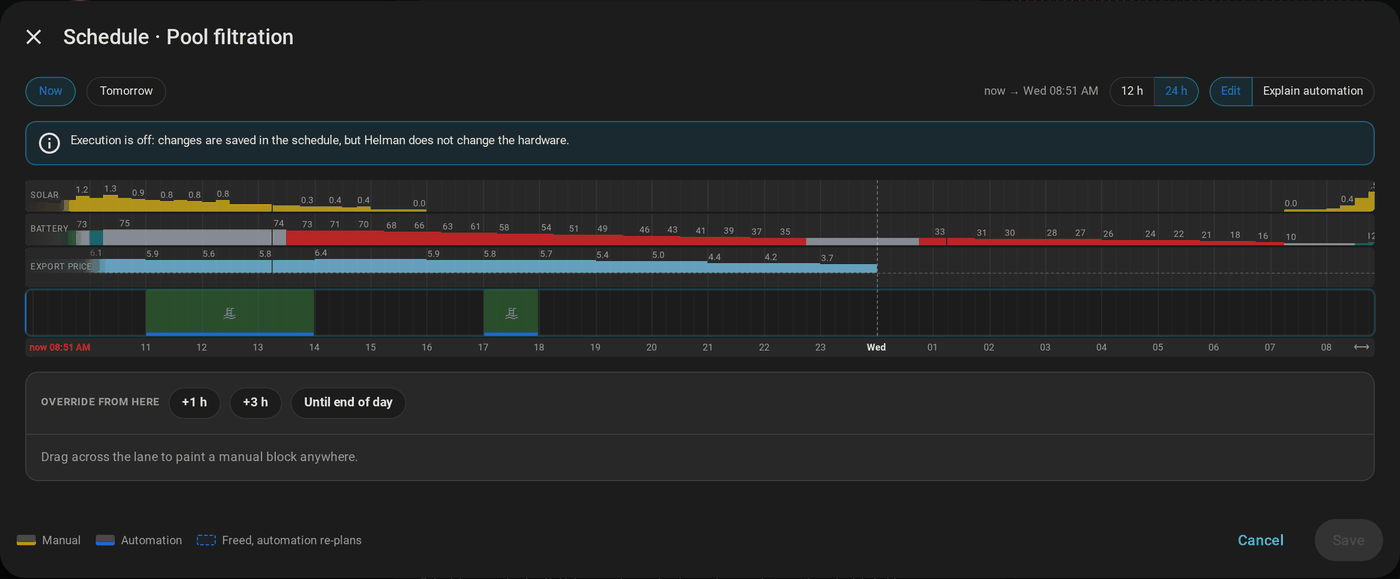 Schedule · Pool filtration
Now Tomorrow now → Wed 08:51 AM 12 h 24 h Edit Explain automation
Execution is off: changes are saved in the schedule, but Helman does not change the hardware.
SOLAR 1.2 1.3 0.9 0.8 0.8 0.8 0.3 0.4 0.4 0.0 0.0 0.4
BATTERY 73 75 74 73 71 70 68 66 63 61 58 54 51 49 46 43 41 39 37 35 33 31 30 28 27 26 24 22 21 18 16 10 12
EXPORT PRICE 6.1 5.9 5.6 5.8 6.4 5.9 5.8 5.7 5.4 5.0 4.4 4.2 3.7
now 08:51 AM 11 12 13 14 15 16 17 18 19 20 21 22 23 Wed 01 02 03 04 05 06 07 08
OVERRIDE FROM HERE +1 h +3 h Until end of day
Drag across the lane to paint a manual block anywhere.
Manual Automation Freed, automation re-plans Cancel Save